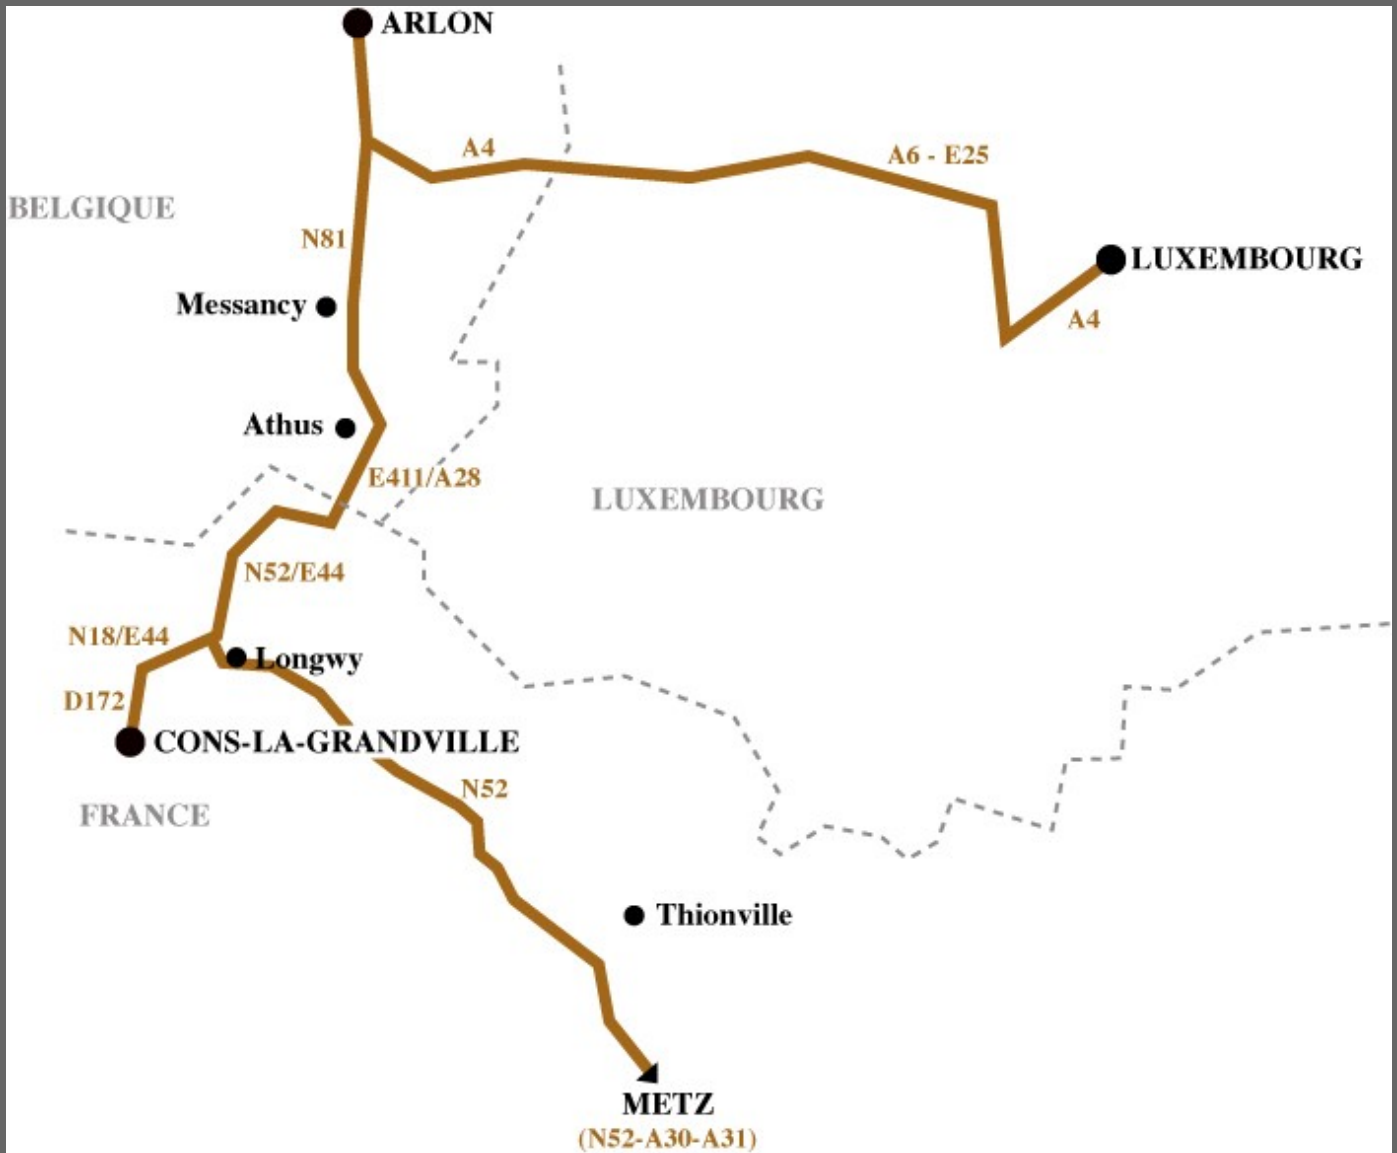 ARLON
A4
A6 - E25
BELGIQUE
N81
LUXEMBOURG
Messancy
A4
Athus
E411/A28
LUXEMBOURG
N52/E44
N18/E44
Longwy
D172
CONS-LA-GRANDVILLE
N52
FRANCE
Thionville
METZ
(N52-A30-A31)